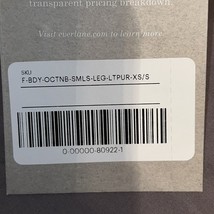 transparent pricing breakdown
Visit everlane.com to learn more.
SKU
F-BDY-OCTNB-SMLS-LEG-LTPUR-XS/S
0-00000-80922-1